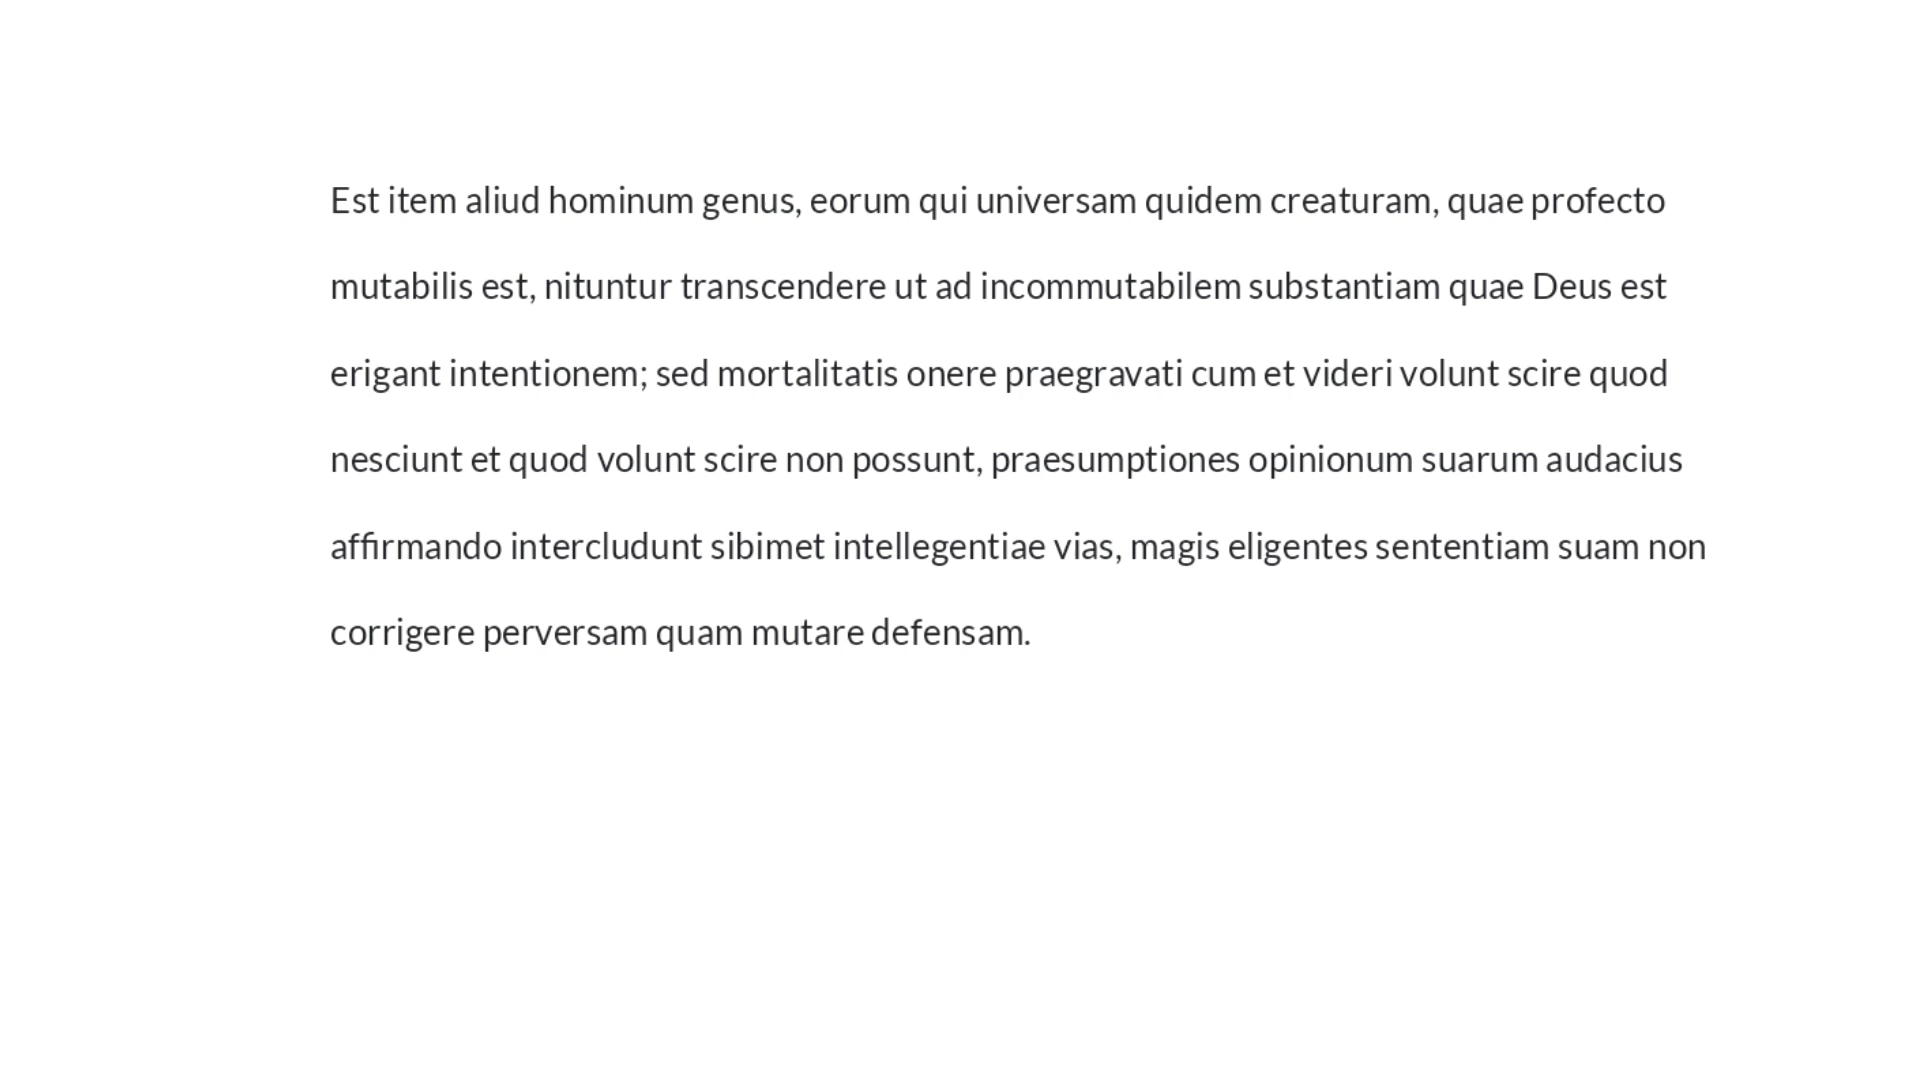 Est item aliud hominum genus, eorum qui universam quidem creaturam, quae profecto
mutabilis est, nituntur transcendere ut ad incommutabilem substantiam quae Deus est
erigant intentionem; sed mortalitatis onere praegravati cum et videri volunt scire quod
nesciunt et quod volunt scire non possunt, praesumptiones opinionum suarum audacius
affirmando intercludunt sibimet intellegentiae vias, magis eligentes sententiam suam non
corrigere perversam quam mutare defensam.